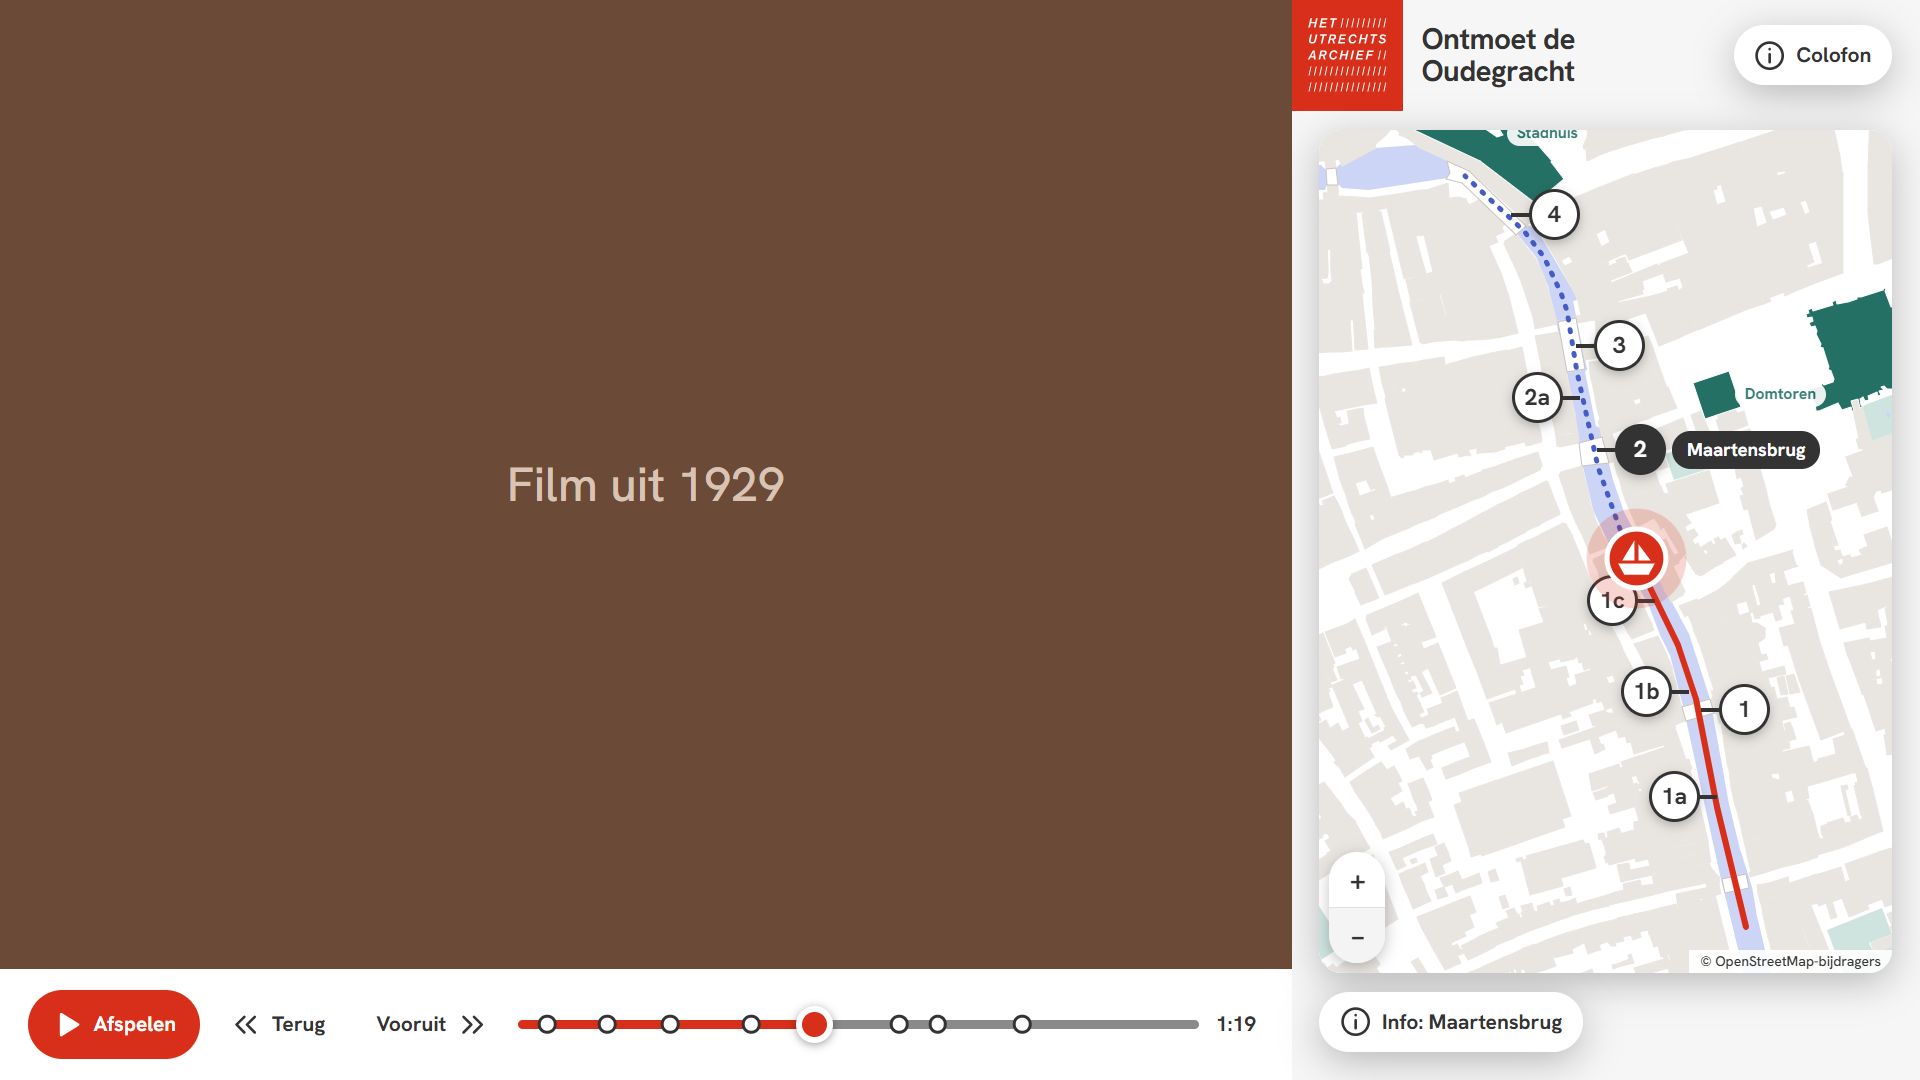 Film uit 1929
Afspelen
Terug
Vooruit
1:19
HET
UTRECHTS
ARCHIEF
Ontmoet de
Oudegracht
Colofon
Stadhuis
4
3
2a
Domtoren
2
Maartensbrug
1c
1b
1
1a
+
−
© OpenStreetMap-bijdragers
Info: Maartensbrug